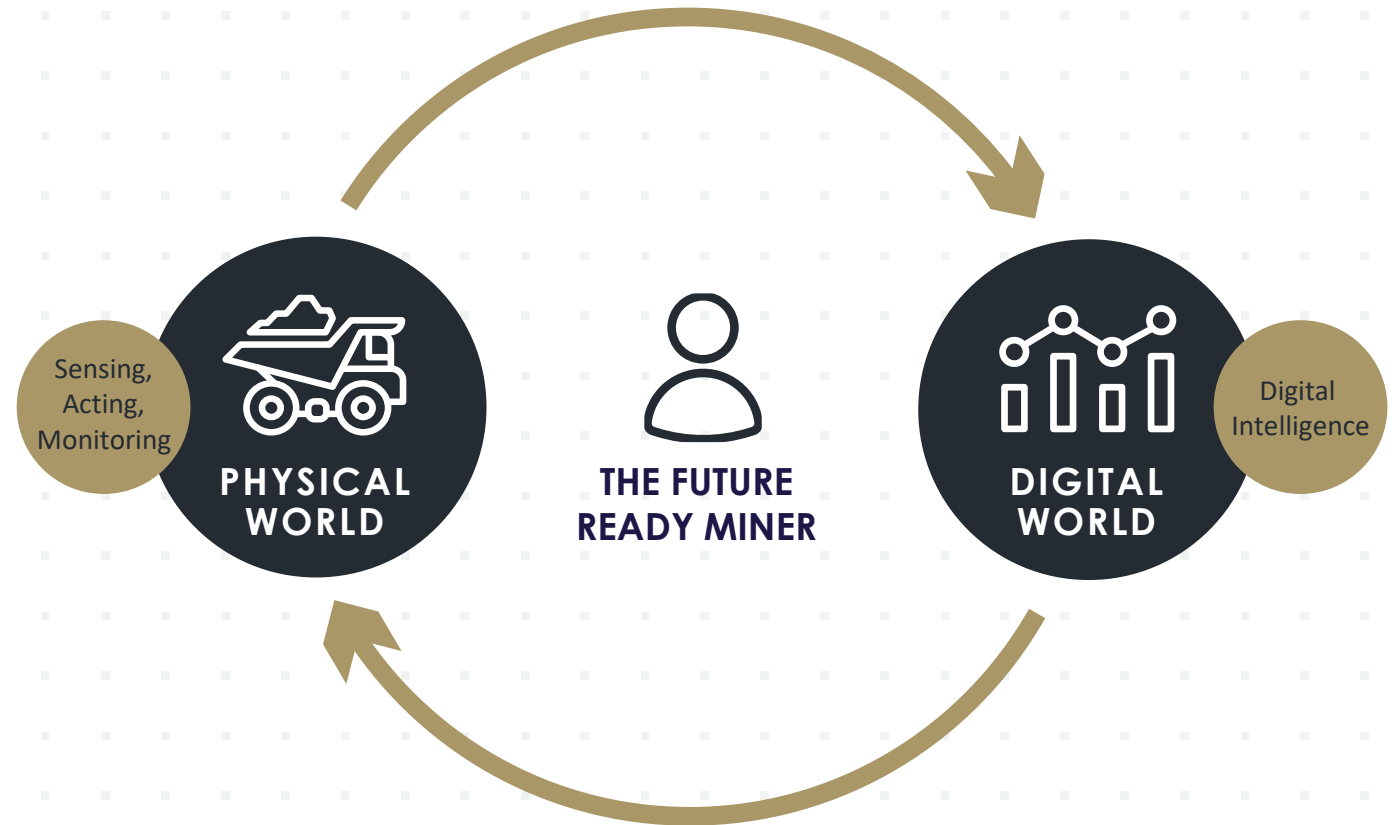 Sensing,
Acting,
Monitoring
PHYSICAL
WORLD
THE FUTURE
READY MINER
DIGITAL
WORLD
Digital
Intelligence